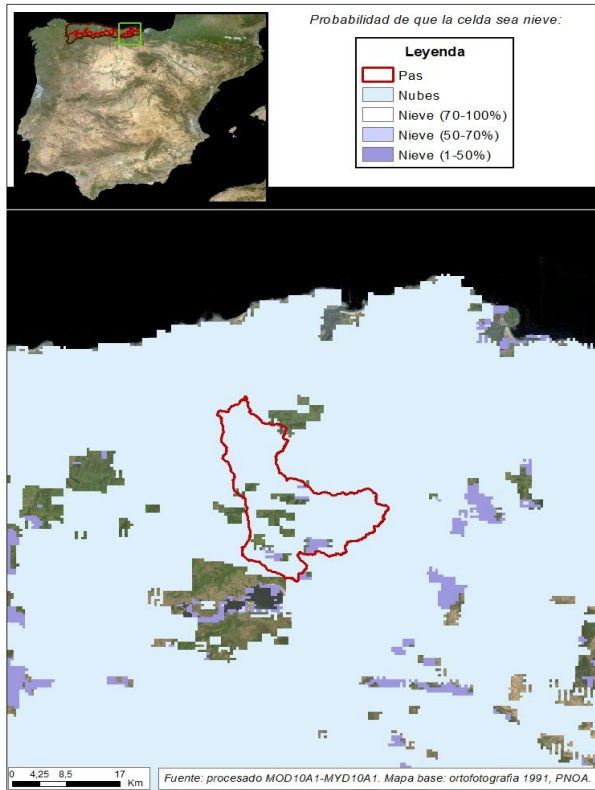 Probabilidad de que la celda sea nieve:
Leyenda
Pas
Nubes
Nieve (70-100%)
Nieve (50-70%)
Nieve (1-50%)
0 4,25 8,5 17
Km
Fuente: procesado MOD10A1-MYD10A1. Mapa base: ortofotografia 1991, PNOA.